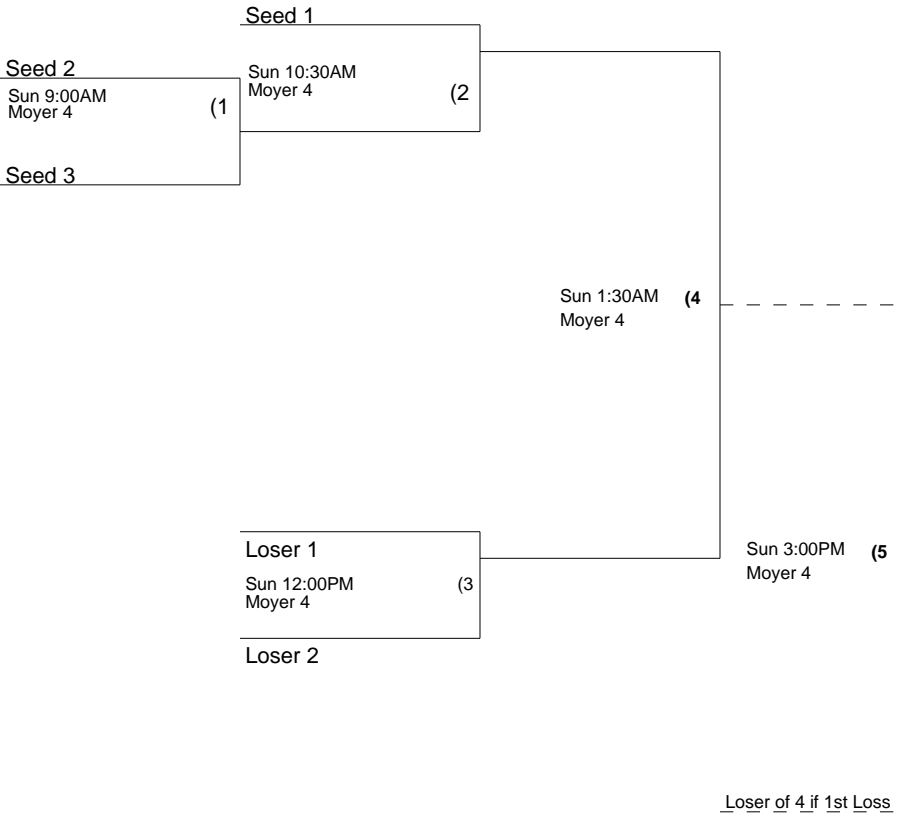 Seed 1
Seed 2
Sun 10:30AM
Moyer 4
(2
Sun 9:00AM
Moyer 4
(1
Seed 3
Sun 1:30AM
(4
Moyer 4
Loser 1
Sun 3:00PM
(5
Moyer 4
Sun 12:00PM
Moyer 4
(3
Loser 2
Loser of 4 if 1st Loss